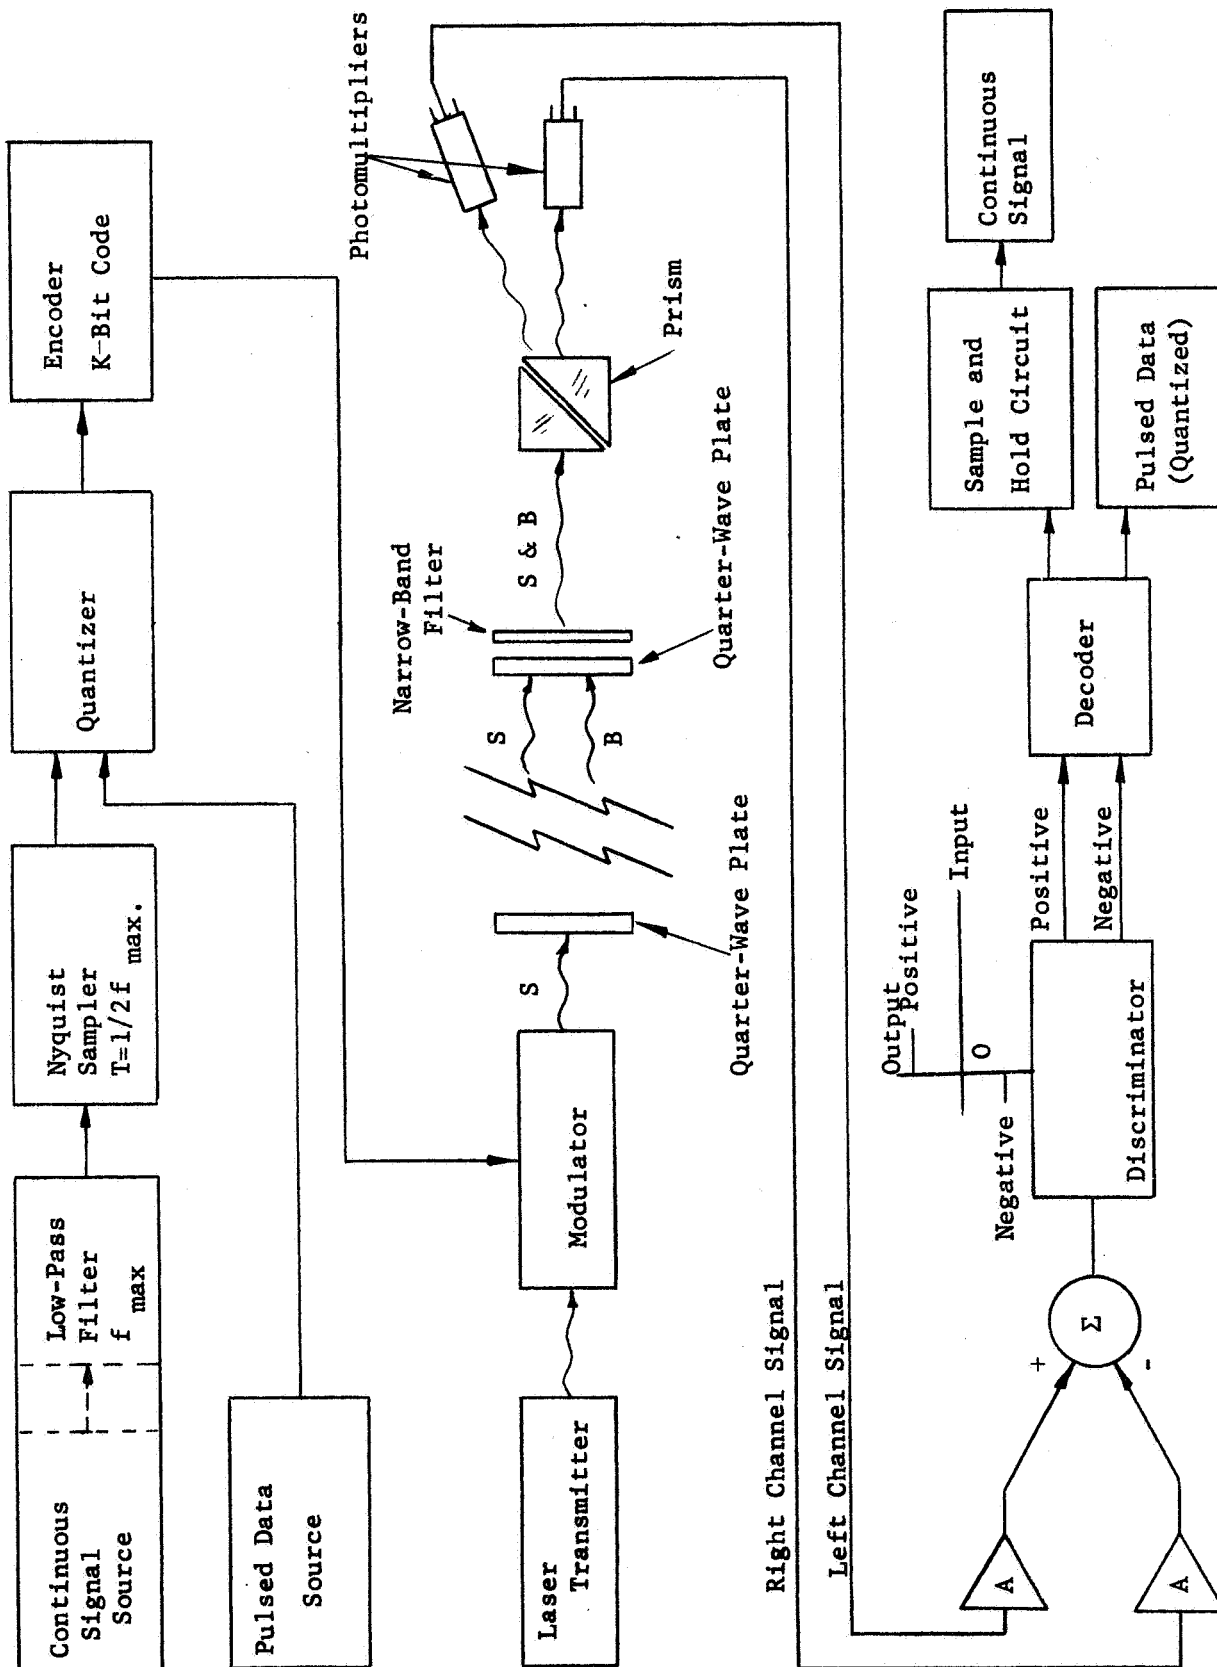 Continuous
Signal
Source
Low-Pass
Filter
f max
Nyquist
Sampler
T=1/2f max.
Quantizer
Encoder
K-Bit Code
Pulsed Data
Source
Laser
Transmitter
Modulator
S
Quarter-Wave Plate
S
B
Narrow-Band
Filter
Quarter-Wave Plate
S & B
Prism
Photomultipliers
Right Channel Signal
Left Channel Signal
A
A
+
-
Σ
Discriminator
Output
Positive
Input
O
Negative
Positive
Negative
Decoder
Sample and
Hold Circuit
Continuous
Signal
Pulsed Data
(Quantized)